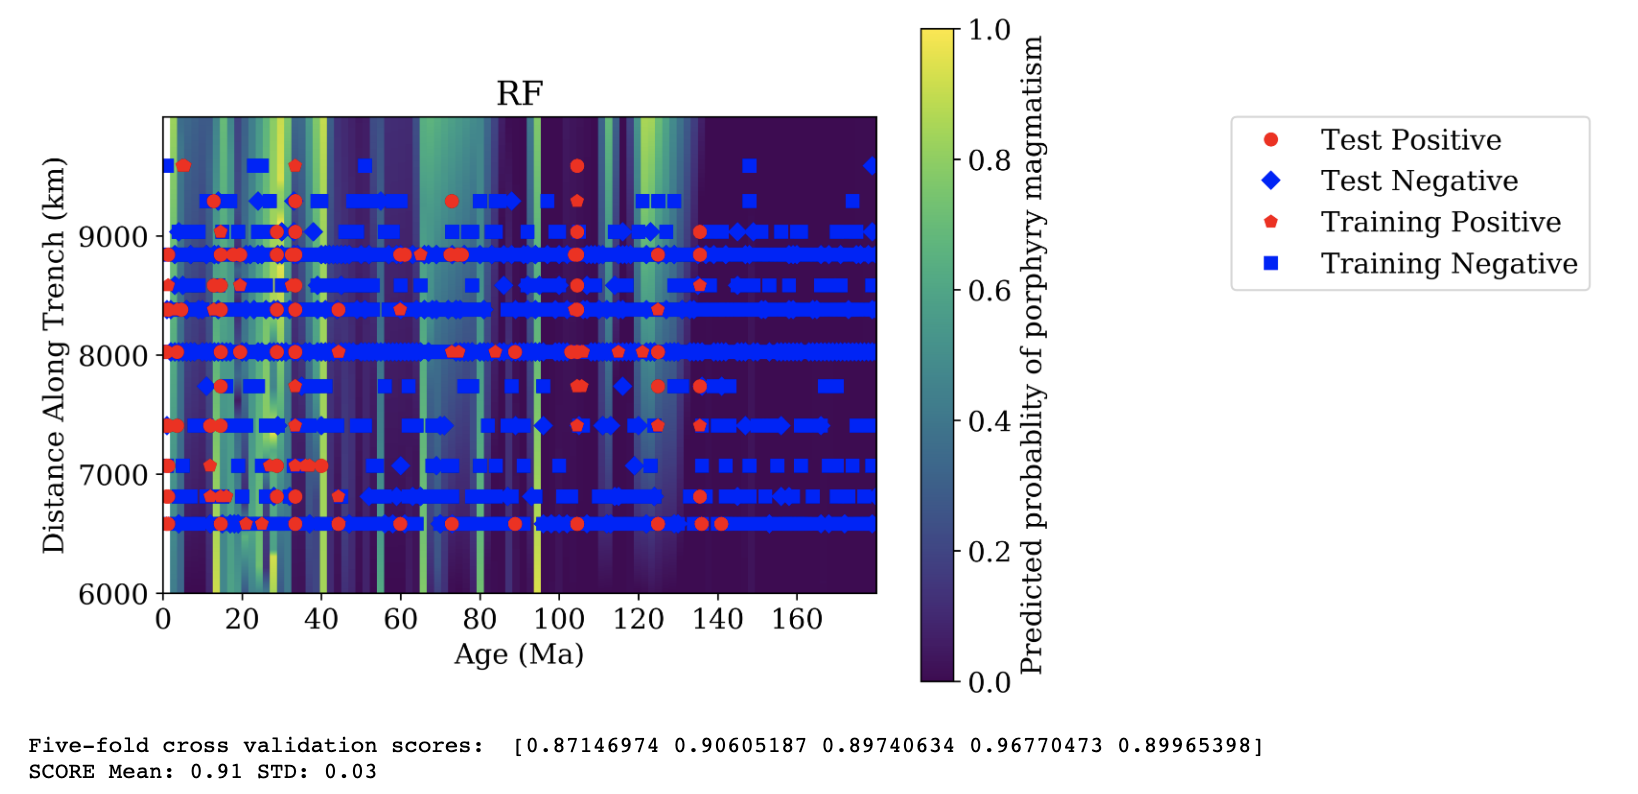 RF
Distance Along Trench (km)
9000
8000
7000
6000
0 20 40 60 80 100 120 140 160
Age (Ma)
1.0
0.8
0.6
0.4
0.2
0.0
Predicted probablity of porphyry magmatism
Test Positive
Test Negative
Training Positive
Training Negative
Five-fold cross validation scores:  [0.87146974 0.90605187 0.89740634 0.96770473 0.89965398]
SCORE Mean: 0.91 STD: 0.03